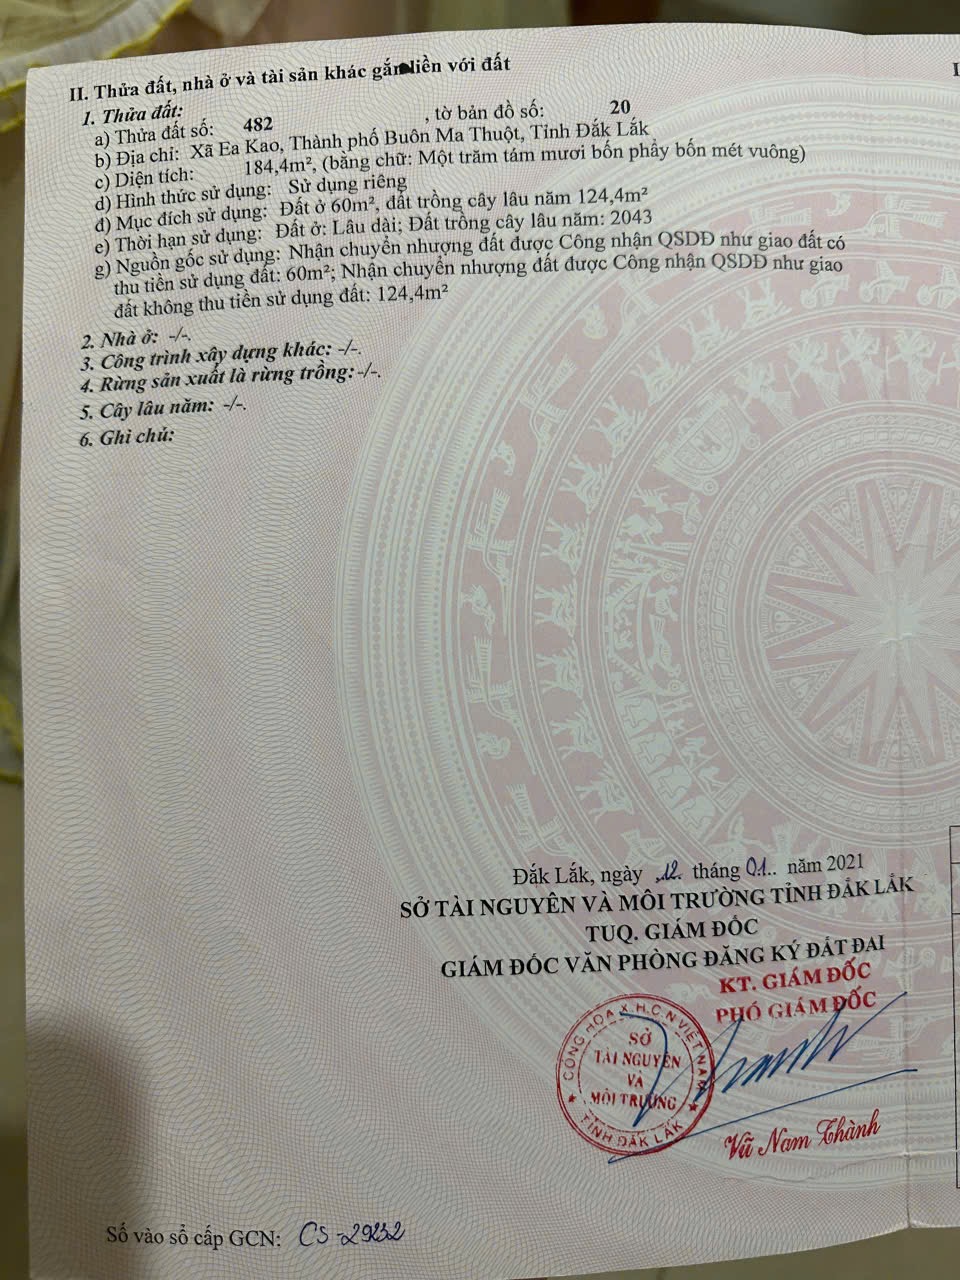 II. Thửa đất, nhà ở và tài sản khác gắn liền với đất
1. Thửa đất:
a) Thửa đất số: 482 , tờ bản đồ số: 20
b) Địa chỉ: Xã Ea Kao, Thành phố Buôn Ma Thuột, Tỉnh Đắk Lắk
c) Diện tích: 184,4m², (bằng chữ: Một trăm tám mươi bốn phẩy bốn mét vuông)
d) Hình thức sử dụng: Sử dụng riêng
đ) Mục đích sử dụng: Đất ở 60m², đất trồng cây lâu năm 124,4m²
e) Thời hạn sử dụng: Đất ở: Lâu dài; Đất trồng cây lâu năm: 2043
g) Nguồn gốc sử dụng: Nhận chuyển nhượng đất được Công nhận QSDĐ như giao đất có
thu tiền sử dụng đất: 60m²; Nhận chuyển nhượng đất được Công nhận QSDĐ như giao
đất không thu tiền sử dụng đất: 124,4m²
2. Nhà ở: -/-.
3. Công trình xây dựng khác: -/-.
4. Rừng sản xuất là rừng trồng: -/-.
5. Cây lâu năm: -/-.
6. Ghi chú:
Đắk Lắk, ngày 12 tháng 01 năm 2021
SỞ TÀI NGUYÊN VÀ MÔI TRƯỜNG TỈNH ĐẮK LẮK
TUQ. GIÁM ĐỐC
GIÁM ĐỐC VĂN PHÒNG ĐĂNG KÝ ĐẤT ĐAI
KT. GIÁM ĐỐC
PHÓ GIÁM ĐỐC
CỘNG HÒA X.H.C.N VIỆT NAM
SỞ
TÀI NGUYÊN
VÀ
MÔI TRƯỜNG
TỈNH ĐẮK LẮK
Vũ Nam Thành
Số vào sổ cấp GCN: CS-29232